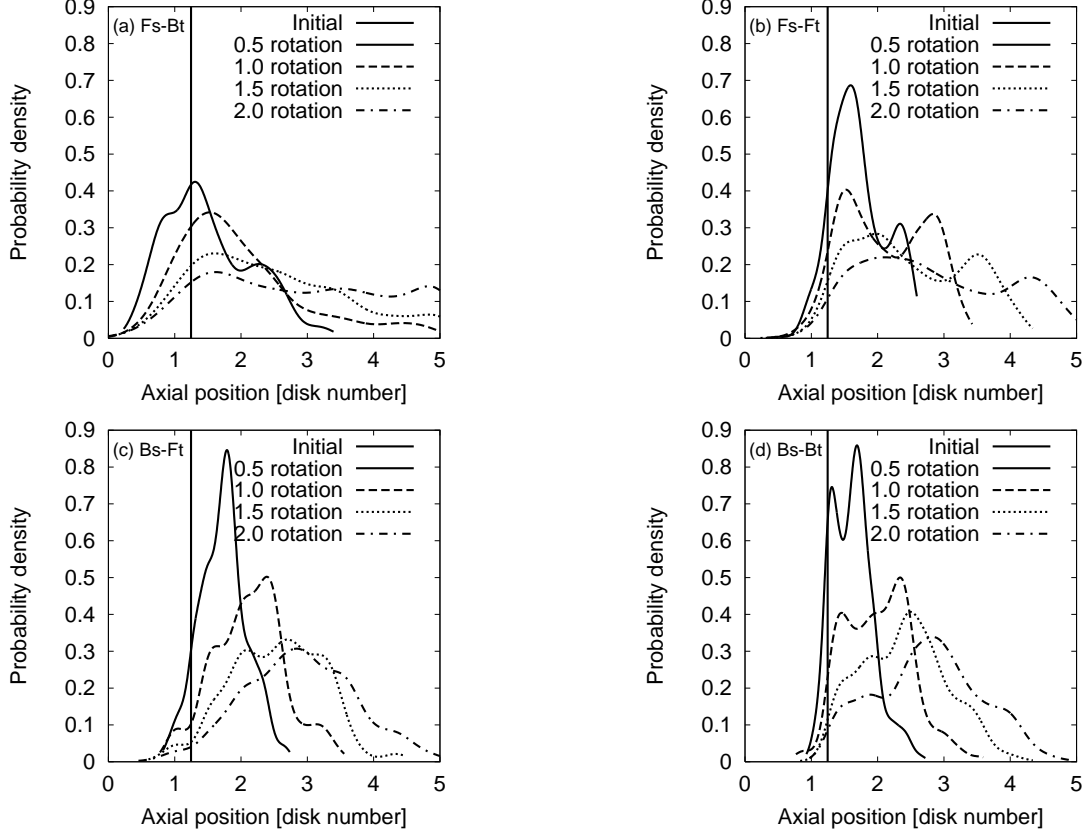 (a) Fs-Bt
Initial
0.5 rotation
1.0 rotation
1.5 rotation
2.0 rotation
Probability density
0.9
0.8
0.7
0.6
0.5
0.4
0.3
0.2
0.1
0
0 1 2 3 4 5
Axial position [disk number]
(b) Fs-Ft
Initial
0.5 rotation
1.0 rotation
1.5 rotation
2.0 rotation
Probability density
0.9
0.8
0.7
0.6
0.5
0.4
0.3
0.2
0.1
0
0 1 2 3 4 5
Axial position [disk number]
(c) Bs-Ft
Initial
0.5 rotation
1.0 rotation
1.5 rotation
2.0 rotation
Probability density
0.9
0.8
0.7
0.6
0.5
0.4
0.3
0.2
0.1
0
0 1 2 3 4 5
Axial position [disk number]
(d) Bs-Bt
Initial
0.5 rotation
1.0 rotation
1.5 rotation
2.0 rotation
Probability density
0.9
0.8
0.7
0.6
0.5
0.4
0.3
0.2
0.1
0
0 1 2 3 4 5
Axial position [disk number]